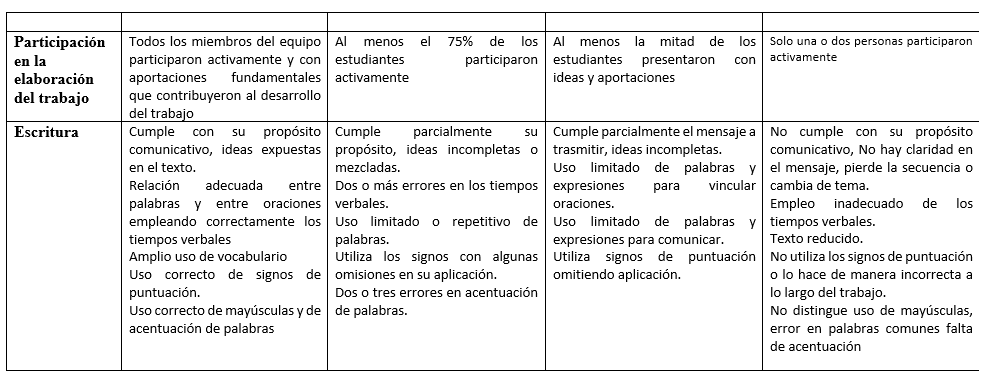 Participación
en la
elaboración
del trabajo
Todos los miembros del equipo
participaron activamente y con
aportaciones fundamentales
que contribuyeron al desarrollo
del trabajo
Al menos el 75% de los
estudiantes participaron
activamente
Al menos la mitad de los
estudiantes presentaron con
ideas y aportaciones
Solo una o dos personas participaron
activamente
Escritura
Cumple con su propósito
comunicativo, ideas expuestas
en el texto.
Relación adecuada entre
palabras y entre oraciones
empleando correctamente los
tiempos verbales
Amplio uso de vocabulario
Uso correcto de signos de
puntuación.
Uso correcto de mayúsculas y de
acentuación de palabras
Cumple parcialmente su
propósito, ideas incompletas o
mezcladas.
Dos o más errores en los tiempos
verbales.
Uso limitado o repetitivo de
palabras.
Utiliza los signos con algunas
omisiones en su aplicación.
Dos o tres errores en acentuación
de palabras.
Cumple parcialmente el mensaje a
trasmitir, ideas incompletas.
Uso limitado de palabras y
expresiones para vincular
oraciones.
Uso limitado de palabras y
expresiones para comunicar.
Utiliza signos de puntuación
omitiendo aplicación.
No cumple con su propósito
comunicativo, No hay claridad en
el mensaje, pierde la secuencia o
cambia de tema.
Empleo inadecuado de los
tiempos verbales.
Texto reducido.
No utiliza los signos de puntuación
o lo hace de manera incorrecta a
lo largo del trabajo.
No distingue uso de mayúsculas,
error en palabras comunes falta
de acentuación